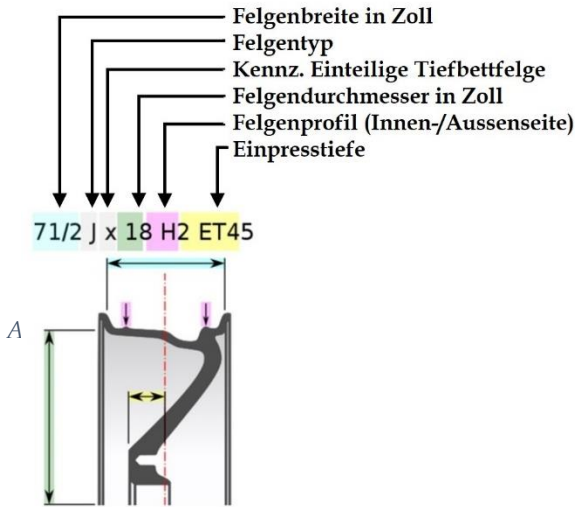 Felgenbreite in Zoll
Felgentyp
Kennz. Einteilige Tiefbettfelge
Felgendurchmesser in Zoll
Felgenprofil (Innen-/Aussenseite)
Einpresstiefe
71/2 J x 18 H2 ET45
A